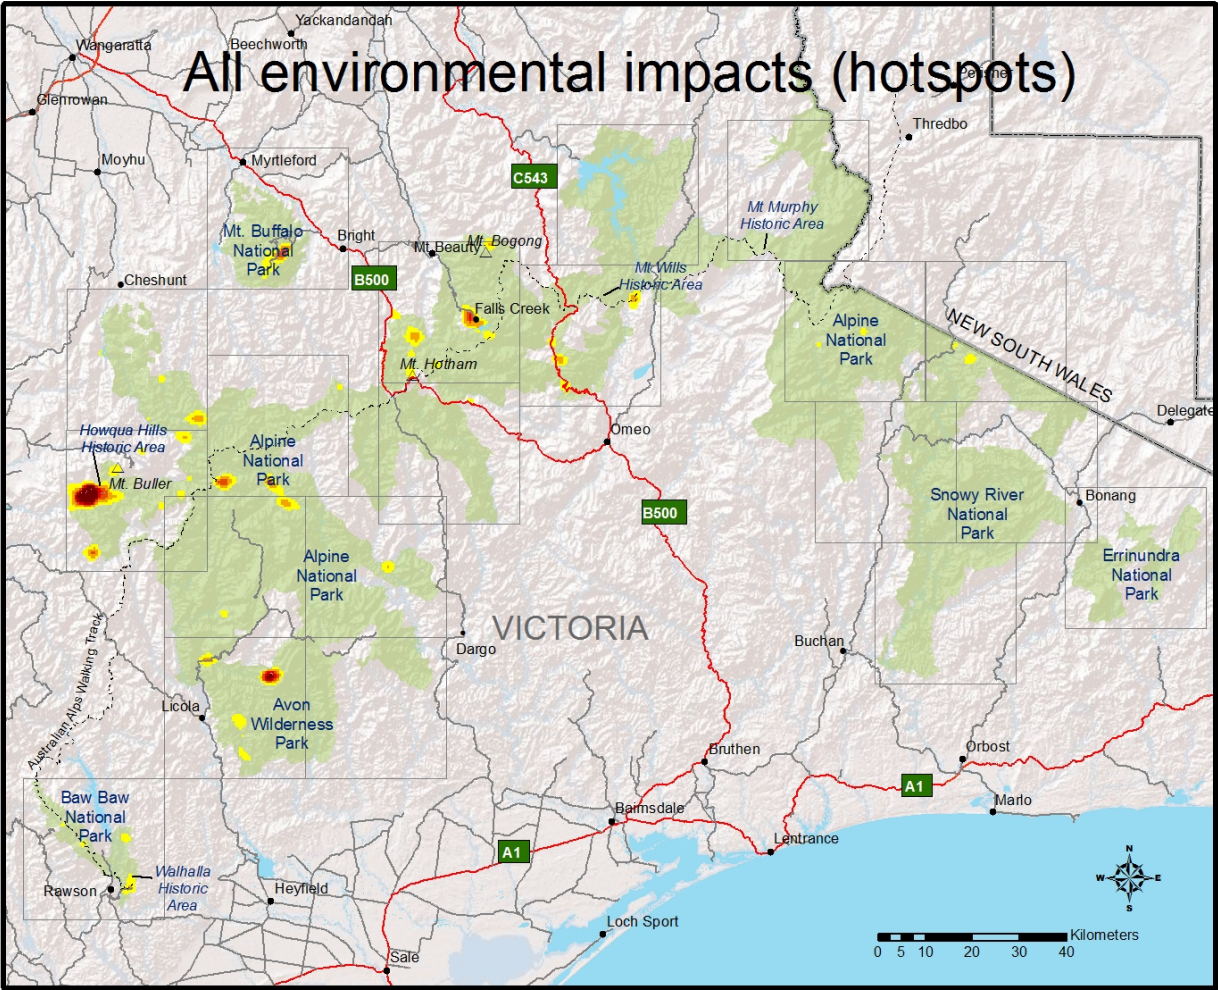 Yackandandah
Wangaratta
Beechworth
All environmental impacts (hotspots)
Glenrowan
Thredbo
Moyhu
Myrtleford
C543
Mt Murphy
Historic Area
Mt. Buffalo
National
Park
Bright
Mt. Beauty
Mt. Bogong
Mt Wills
Historic Area
Cheshunt
B500
Falls Creek
Alpine
National
Park
NEW SOUTH WALES
Mt. Hotham
Delegate
Howqua Hills
Historic Area
Alpine
National
Park
Omeo
Mt. Buller
B500
Snowy River
National
Park
Bonang
Alpine
National
Park
Errinundra
National
Park
VICTORIA
Dargo
Buchan
Australian Alps Walking Track
Licola
Avon
Wilderness
Park
Bruthen
Orbost
A1
Baw Baw
National
Park
Bairnsdale
Marlo
Lentrance
A1
Walhalla
Historic
Area
Rawson
Heyfield
N
W
E
S
Loch Sport
Kilometers
0 5 10 20 30 40
Sale